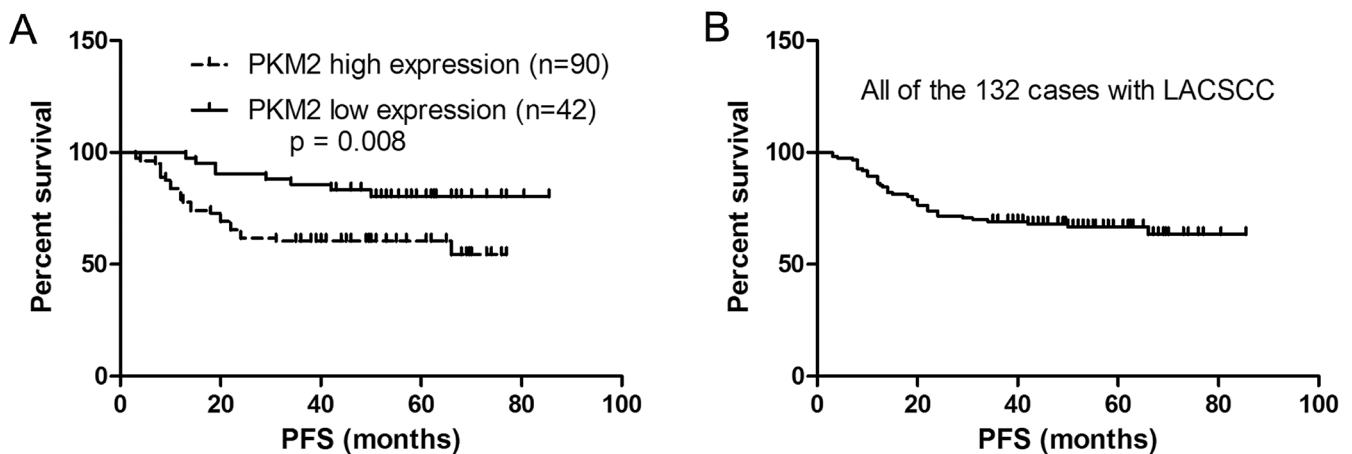 A
150
100
50
0
Percent survival
PKM2 high expression (n=90)
PKM2 low expression (n=42)
p = 0.008
0 20 40 60 80 100
PFS (months)
B
150
100
50
0
Percent survival
All of the 132 cases with LACSCC
0 20 40 60 80 100
PFS (months)